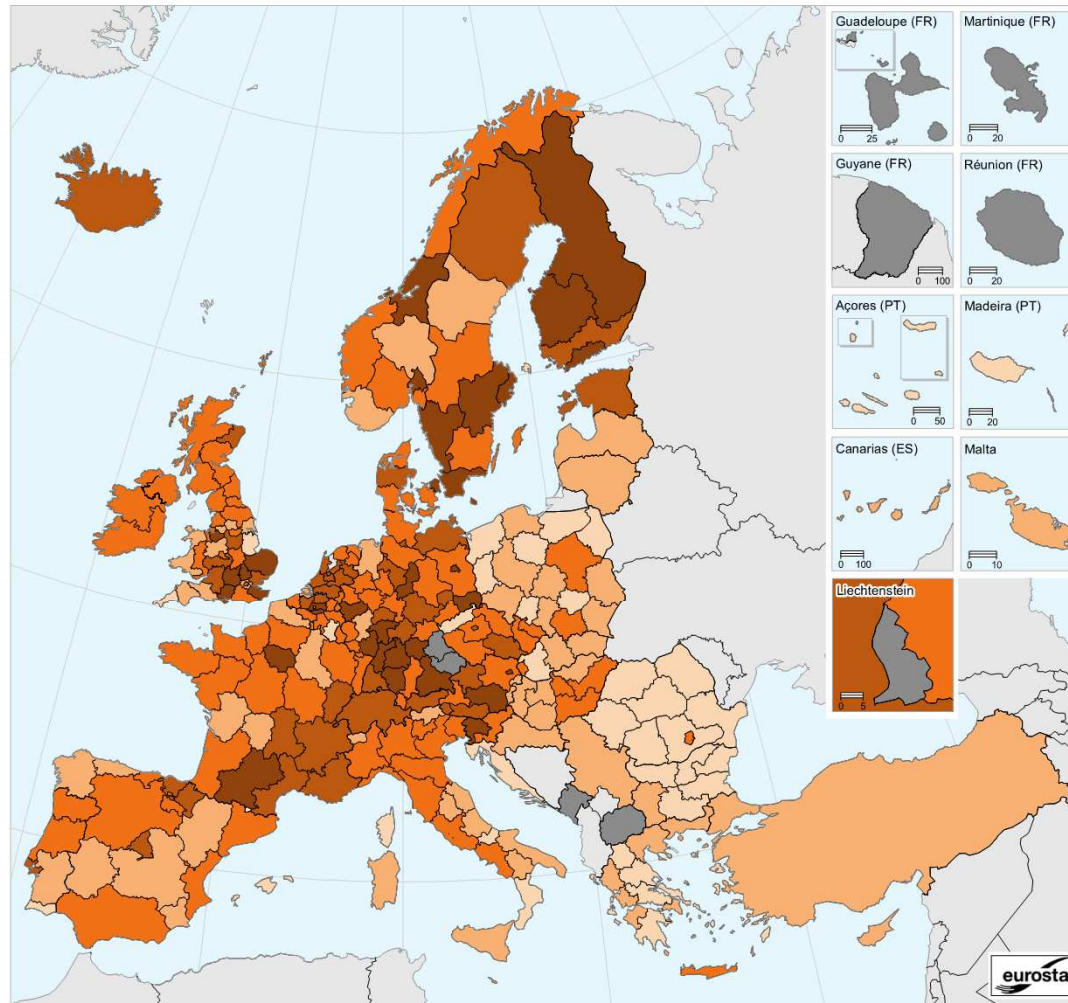 Guadeloupe (FR)
0 25
Martinique (FR)
0 20
Guyane (FR)
0 100
Réunion (FR)
0 20
Açores (PT)
0 50
Madeira (PT)
0 20
Canarias (ES)
0 100
Malta
0 10
Liechtenstein
0 5
eurosta